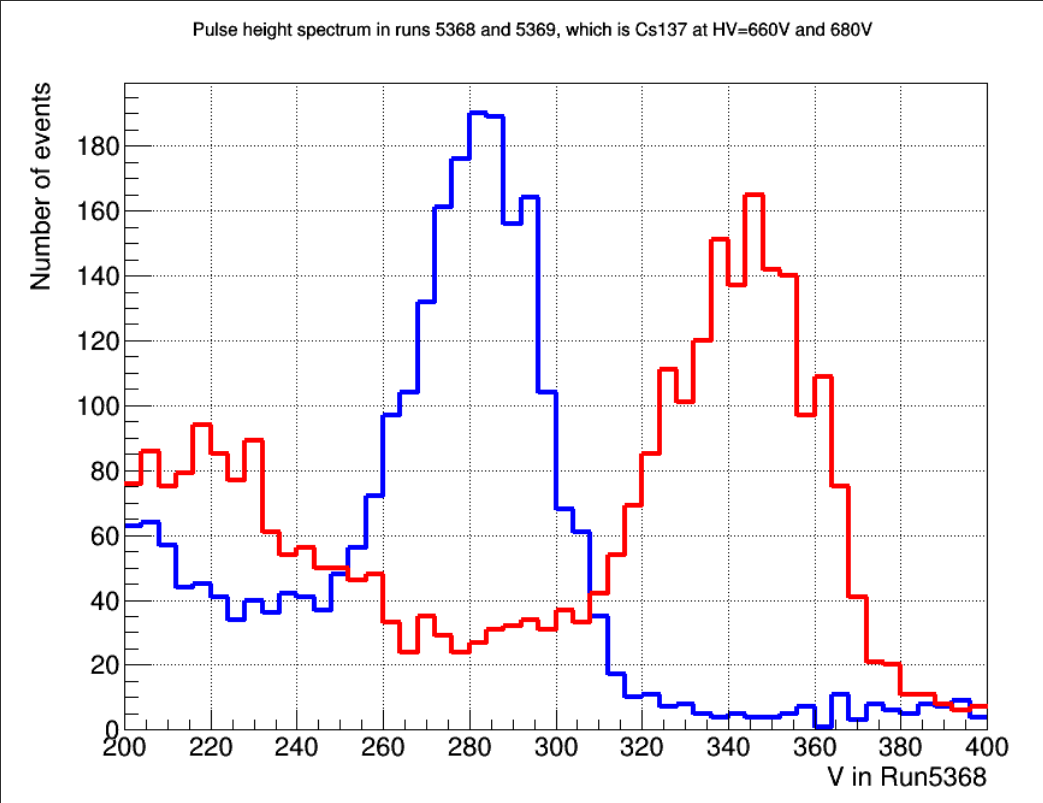 Pulse height spectrum in runs 5368 and 5369, which is Cs137 at HV=660V and 680V
Number of events
180
160
140
120
100
80
60
40
20
0
200 220 240 260 280 300 320 340 360 380 400
V in Run5368